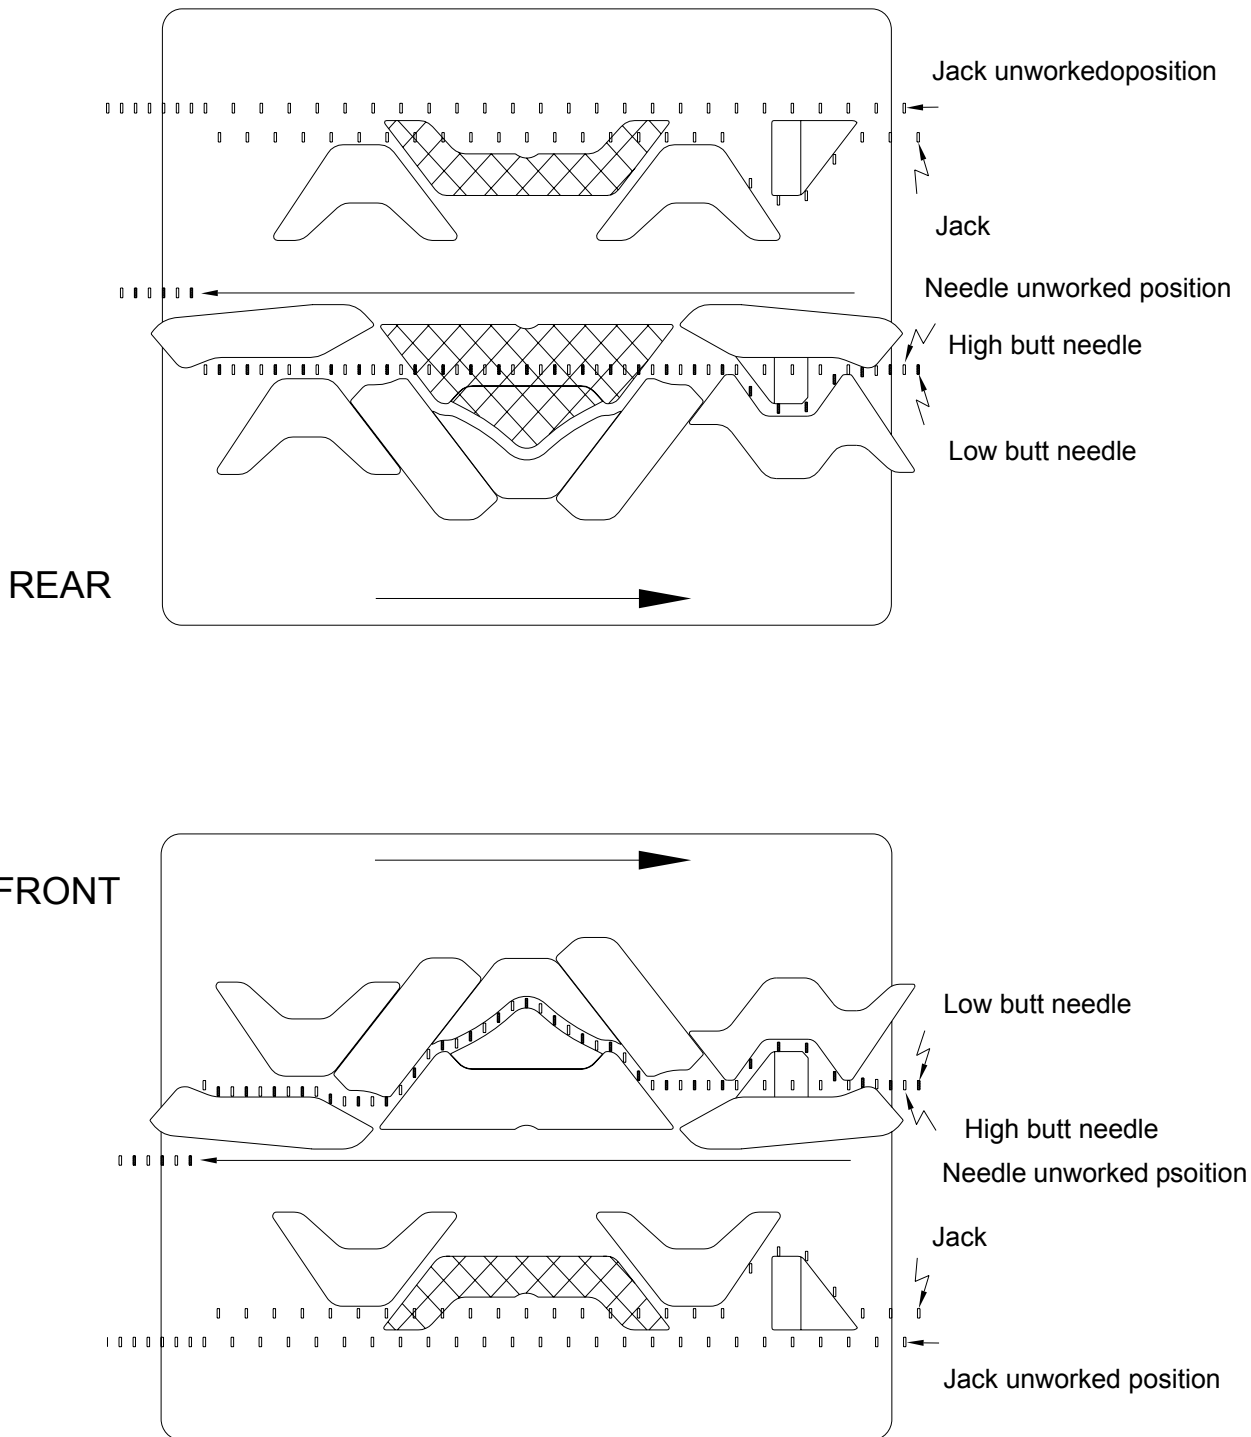 Jack unworkedoposition
Jack
Needle unworked position
High butt needle
Low butt needle
REAR
FRONT
Low butt needle
High butt needle
Needle unworked psoition
Jack
Jack unworked position